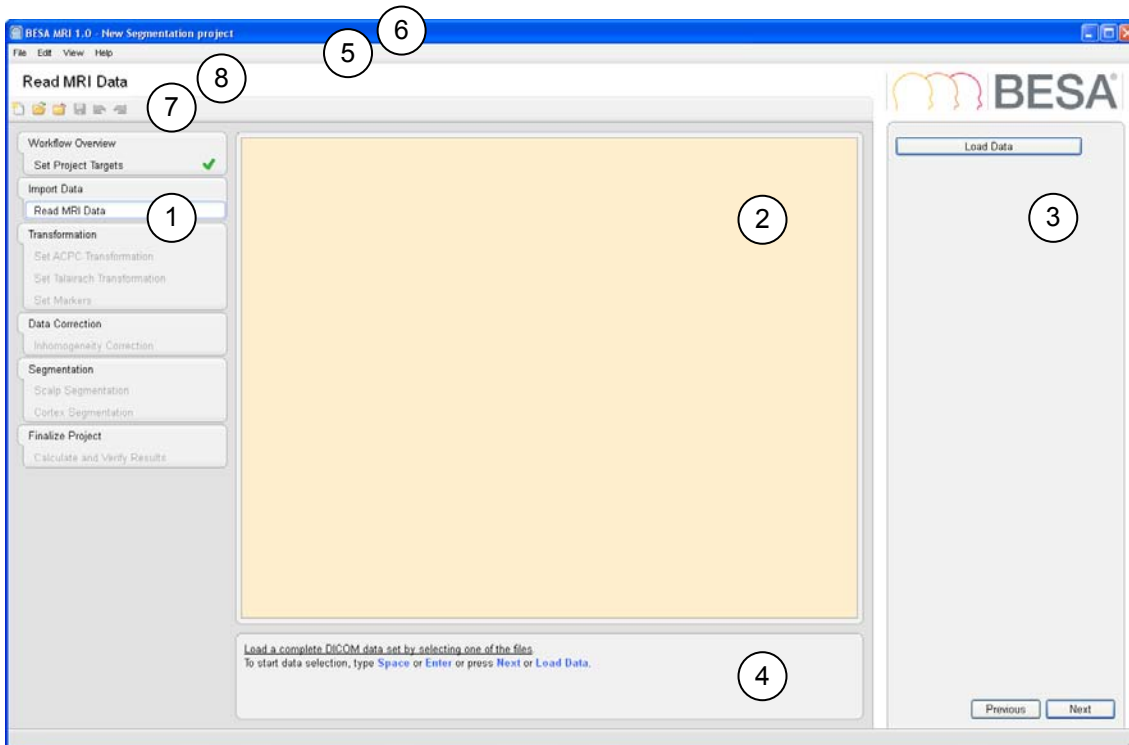 BESA MRI 1.0 - New Segmentation project
6
File Edit View Help
5
Read MRI Data
8
BESA®
7
Workflow Overview
Set Project Targets
Import Data
Read MRI Data
1
Transformation
Set ACPC Transformation
Set Talairach Transformation
Set Markers
Data Correction
Inhomogeneity Correction
Segmentation
Scalp Segmentation
Cortex Segmentation
Finalize Project
Calculate and Verify Results
2
Load Data
3
Load a complete DICOM data set by selecting one of the files.
To start data selection, type Space or Enter or press Next or Load Data.
4
Previous Next